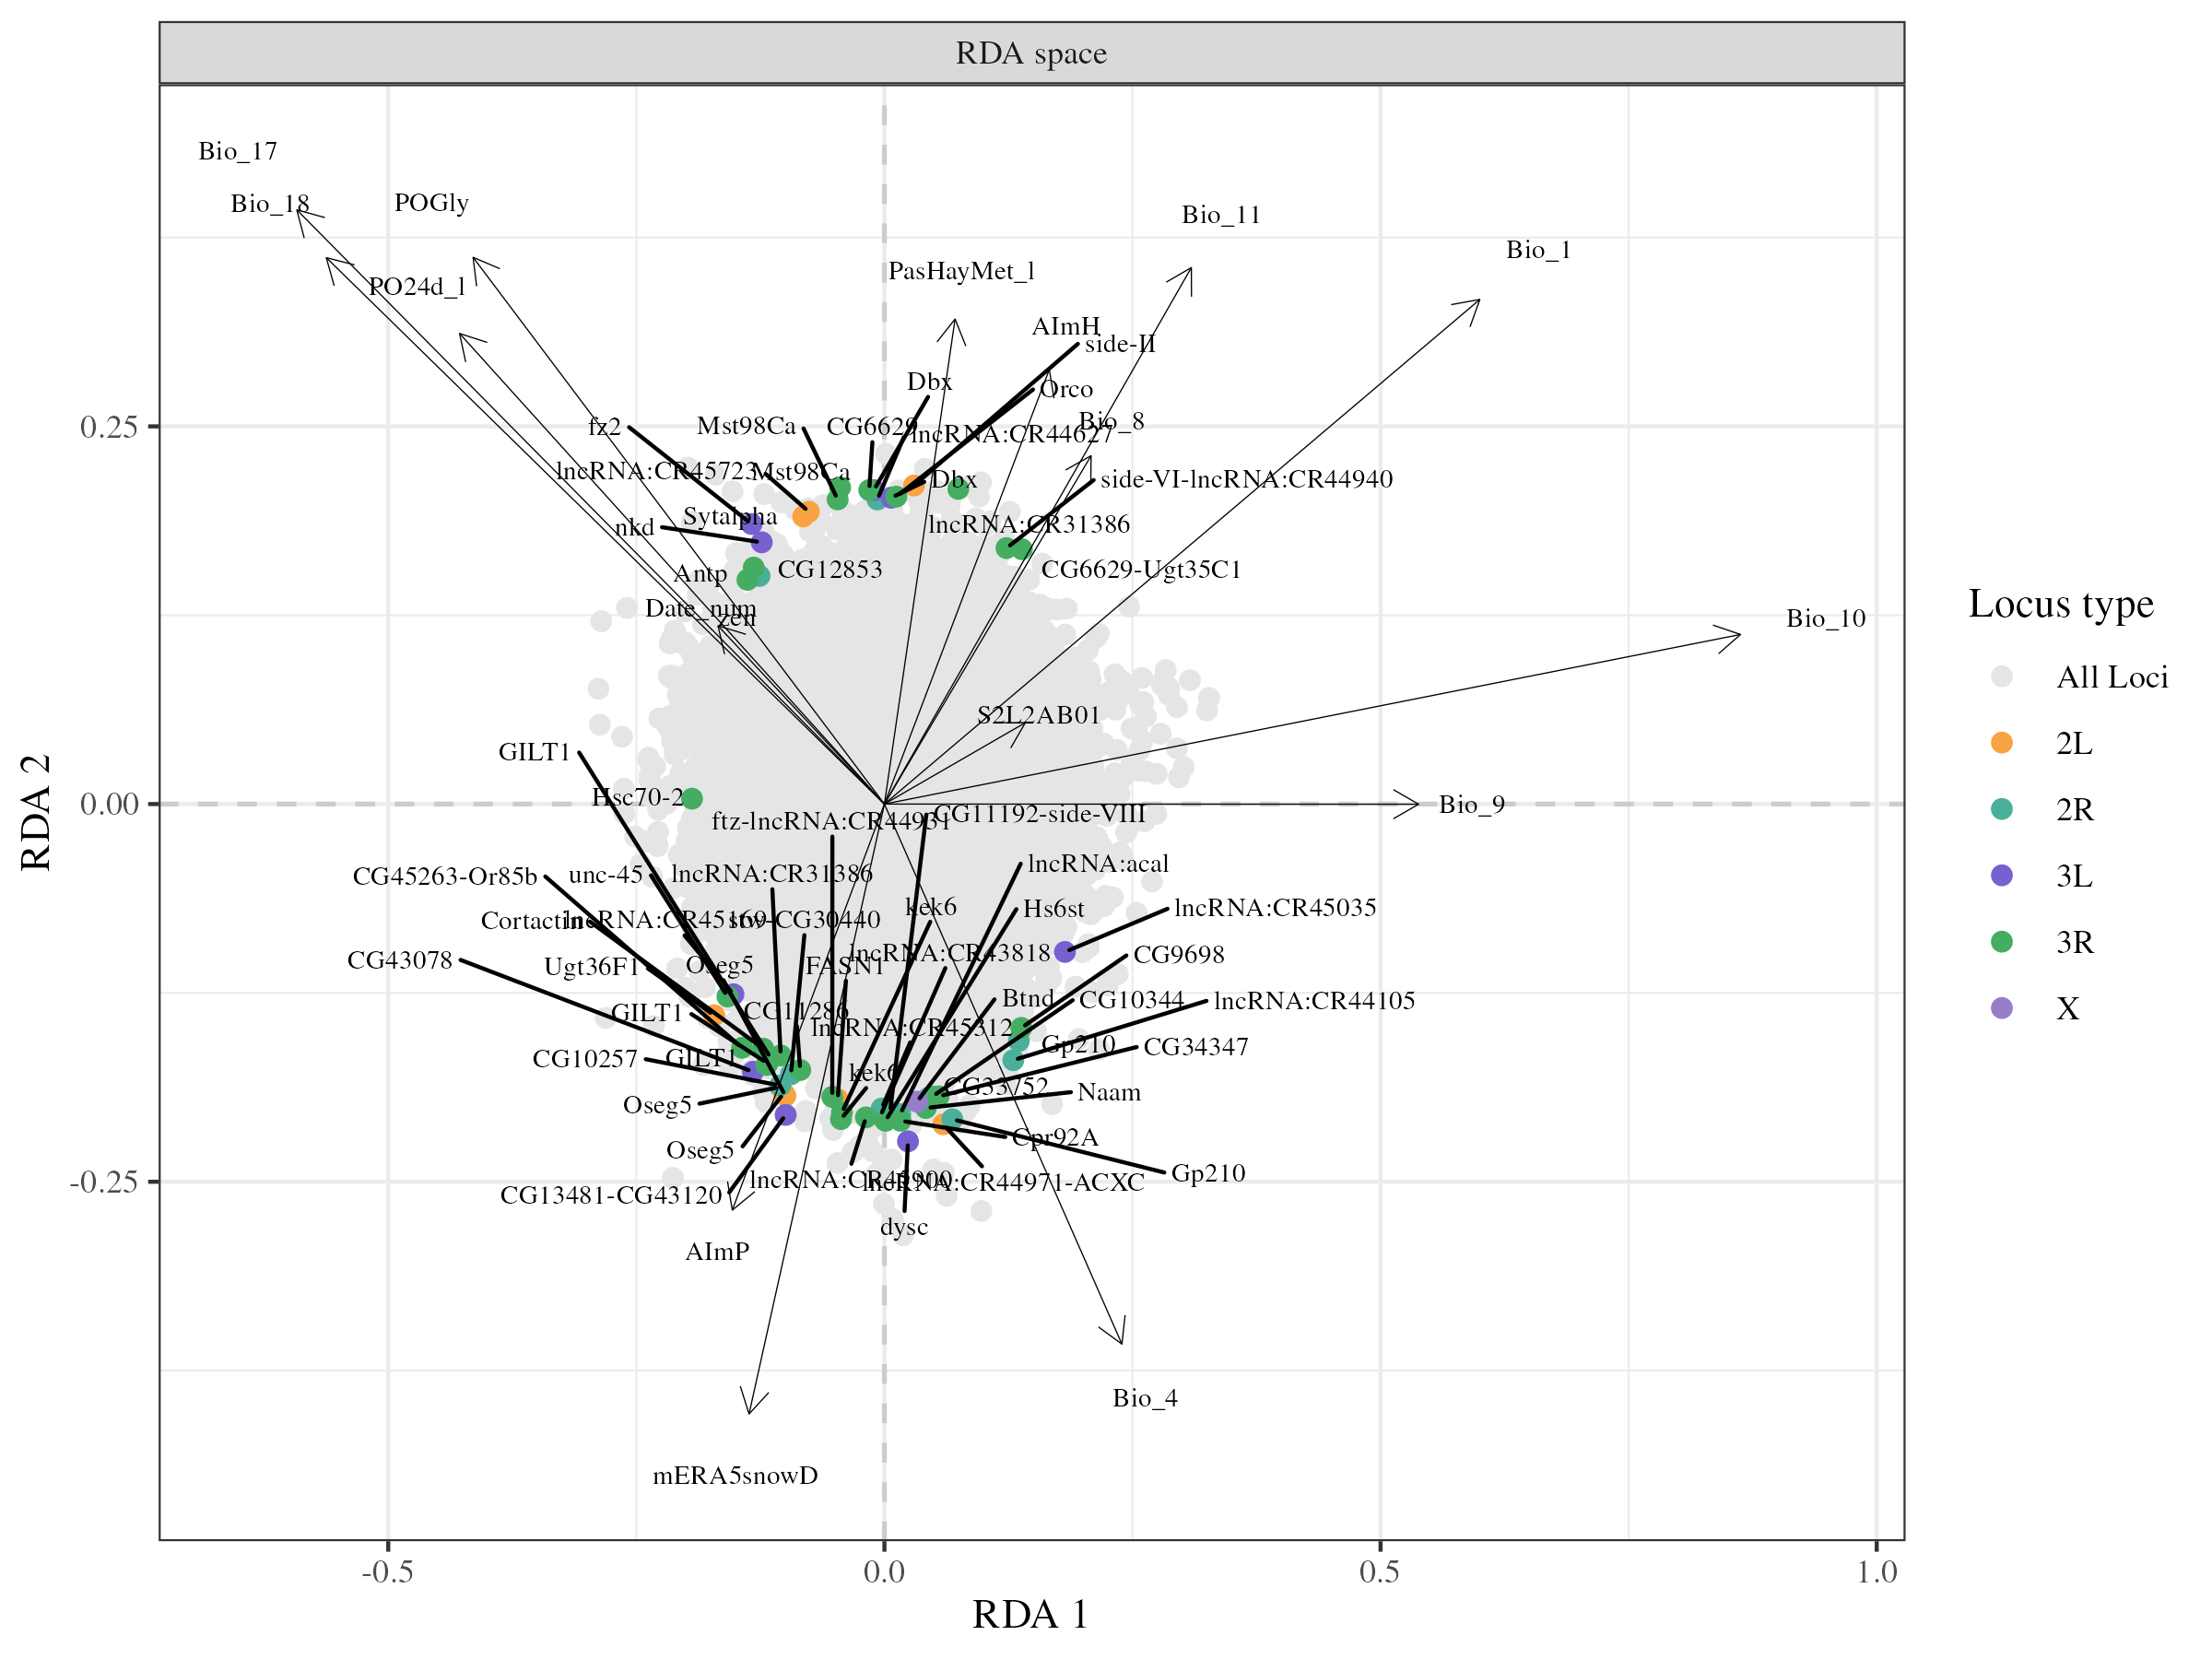 RDA space
Bio_17
Bio_18
POGly
Bio_11
Bio_1
PO24d_l
PasHayMet_l
AImH
side-II
Dbx
Orco
fz2
Mst98Ca
CG6629
Bio_8
lncRNA:CR44627
lncRNA:CR45723
Mst98Ca
Dbx
side-VI-lncRNA:CR44940
nkd
Sytalpha
lncRNA:CR31386
Antp
CG12853
CG6629-Ugt35C1
Date_num
zen
Bio_10
S2L2AB01
GILT1
Hsc70-2
Bio_9
ftz-lncRNA:CR44931
CG11192-side-VIII
CG45263-Or85b
unc-45
lncRNA:CR31386
lncRNA:acal
Cortactin
lncRNA:CR45169
stw-CG30440
kek6
Hs6st
lncRNA:CR45035
CG43078
Ugt36F1
Oseg5
FASN1
lncRNA:CR43818
CG9698
GILT1
CG11286
lncRNA:CR45312
Btnd
CG10344
lncRNA:CR44105
CG10257
GILT1
Gp210
CG34347
Oseg5
kek6
CG33752
Naam
Oseg5
Cpr92A
CG13481-CG43120
lncRNA:CR45900
lncRNA:CR44971-ACXC
Gp210
dysc
AImP
Bio_4
mERA5snowD
0.25
0.00
-0.25
RDA 2
-0.5
0.0
0.5
1.0
RDA 1
Locus type
All Loci
2L
2R
3L
3R
X